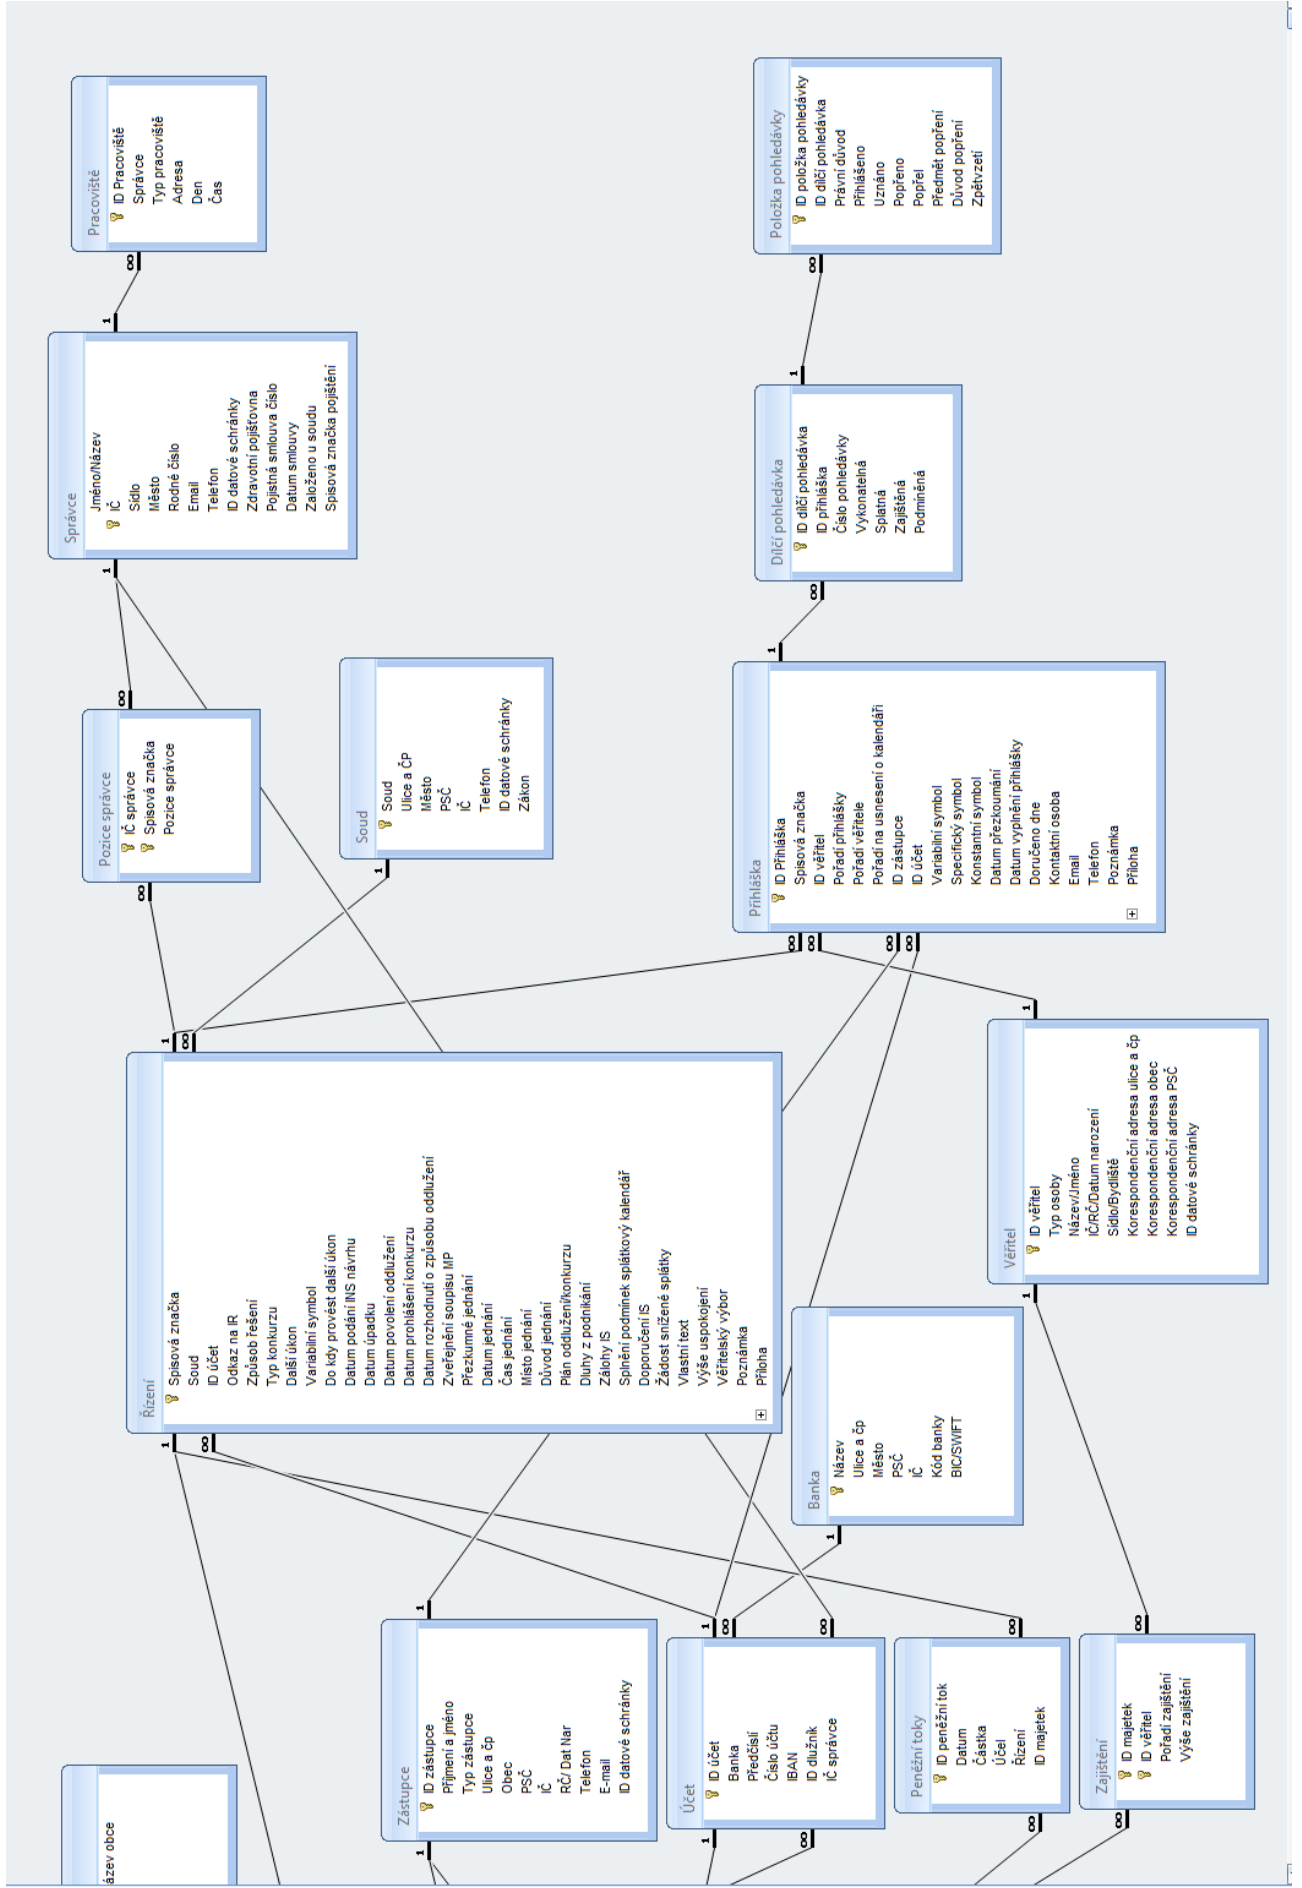 ázev obce
Zástupce
ID zástupce
Příjmení a jméno
Typ zástupce
Ulice a čp
Obec
PSČ
IČ
RČ/ Dat Nar
Telefon
E-mail
ID datové schránky
Účet
ID účet
Banka
Předčíslí
Číslo účtu
IBAN
ID dlužník
IČ správce
Peněžní toky
ID peněžní tok
Datum
Částka
Účel
Řízení
ID majetek
Zajištění
ID majetek
ID věřitel
Pořadí zajištění
Výše zajištění
Řízení
Spisová značka
Soud
ID účet
Odkaz na IR
Způsob řešení
Typ konkurzu
Další úkon
Variabilní symbol
Do kdy provést další úkon
Datum podání INS návrhu
Datum úpadku
Datum povolení oddlužení
Datum prohlášení konkurzu
Datum rozhodnutí o způsobu oddlužení
Zveřejnění soupisu MP
Přezkumné jednání
Datum jednání
Čas jednání
Místo jednání
Důvod jednání
Plán oddlužení/konkurzu
Dluhy z podnikání
Zálohy IS
Splnění podmínek splátkový kalendář
Doporučení IS
Žádost snížené splátky
Vlastní text
Výše uspokojení
Věřitelský výbor
Poznámka
Příloha
Banka
Název
Ulice a čp
Město
PSČ
IČ
Kód banky
BIC/SWIFT
Věřitel
ID věřitel
Typ osoby
Název/Jméno
IČ/RČ/Datum narození
Sídlo/Bydliště
Korespondenční adresa ulice a čp
Korespondenční adresa obec
Korespondenční adresa PSČ
ID datové schránky
Pozice správce
IČ správce
Spisová značka
Pozice správce
Soud
Soud
Ulice a ČP
Město
PSČ
IČ
Telefon
ID datové schránky
Zákon
Přihláška
ID Přihláška
Spisová značka
ID věřitel
Pořadí přihlášky
Pořadí věřitele
Pořadí na usnesení o kalendáři
ID zástupce
ID účet
Variabilní symbol
Specifický symbol
Konstantní symbol
Datum přezkoumání
Datum vyplnění přihlášky
Doručeno dne
Kontaktní osoba
Email
Telefon
Poznámka
Příloha
Správce
Jméno/Název
IČ
Sídlo
Město
Rodné číslo
Email
Telefon
ID datové schránky
Zdravotní pojišťovna
Pojistná smlouva číslo
Datum smlouvy
Založeno u soudu
Spisová značka pojištění
Dílčí pohledávka
ID dílčí pohledávka
ID přihláška
Číslo pohledávky
Vykonatelná
Splatná
Zajištěná
Podmíněná
Pracoviště
ID Pracoviště
Správce
Typ pracoviště
Adresa
Den
Čas
Položka pohledávky
ID položka pohledávky
ID dílčí pohledávka
Právní důvod
Přihlášeno
Uznáno
Popřeno
Popřel
Předmět popření
Důvod popření
Zpětvzetí